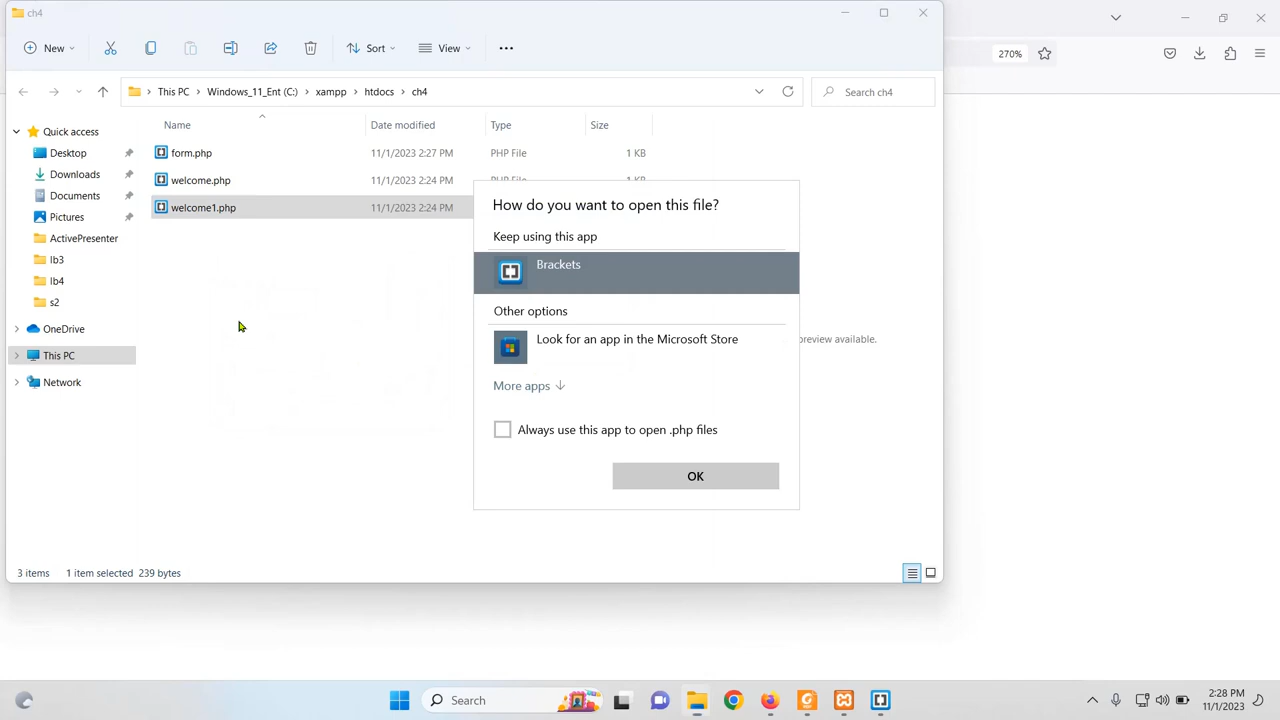 ch4
New
Sort
View
270%
This PC
Windows_11_Ent (C:)
xampp
htdocs
ch4
Search ch4
Name
Date modified
Type
Size
Quick access
Desktop
Downloads
Documents
Pictures
ActivePresenter
lb3
lb4
s2
OneDrive
This PC
Network
form.php 11/1/2023 2:27 PM PHP File 1 KB
welcome.php 11/1/2023 2:24 PM PHP File 1 KB
welcome1.php 11/1/2023 2:24 PM
How do you want to open this file?
Keep using this app
Brackets
Other options
Look for an app in the Microsoft Store
More apps
Always use this app to open .php files
OK
preview available.
3 items 1 item selected 239 bytes
Search
2:28 PM
11/1/2023